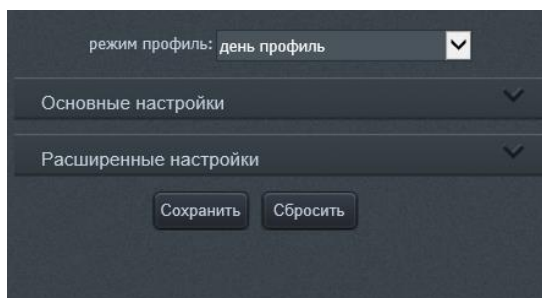 режим профиль: день профиль
Основные настройки
Расширенные настройки
Сохранить Сбросить